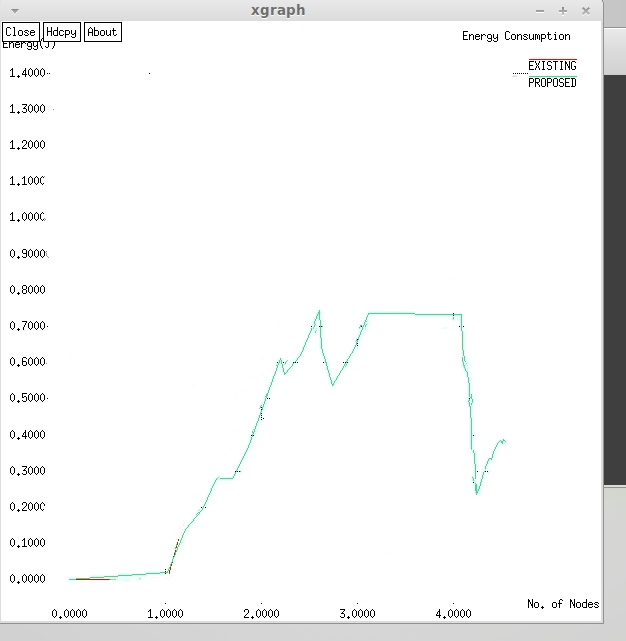 xgraph
Close Hdcpy About
Energy(J)
Energy Consumption
EXISTING
PROPOSED
1.4000
1.3000
1.2000
1.1000
1.0000
0.9000
0.8000
0.7000
0.6000
0.5000
0.4000
0.3000
0.2000
0.1000
0.0000
No. of Nodes
0.0000 1.0000 2.0000 3.0000 4.0000